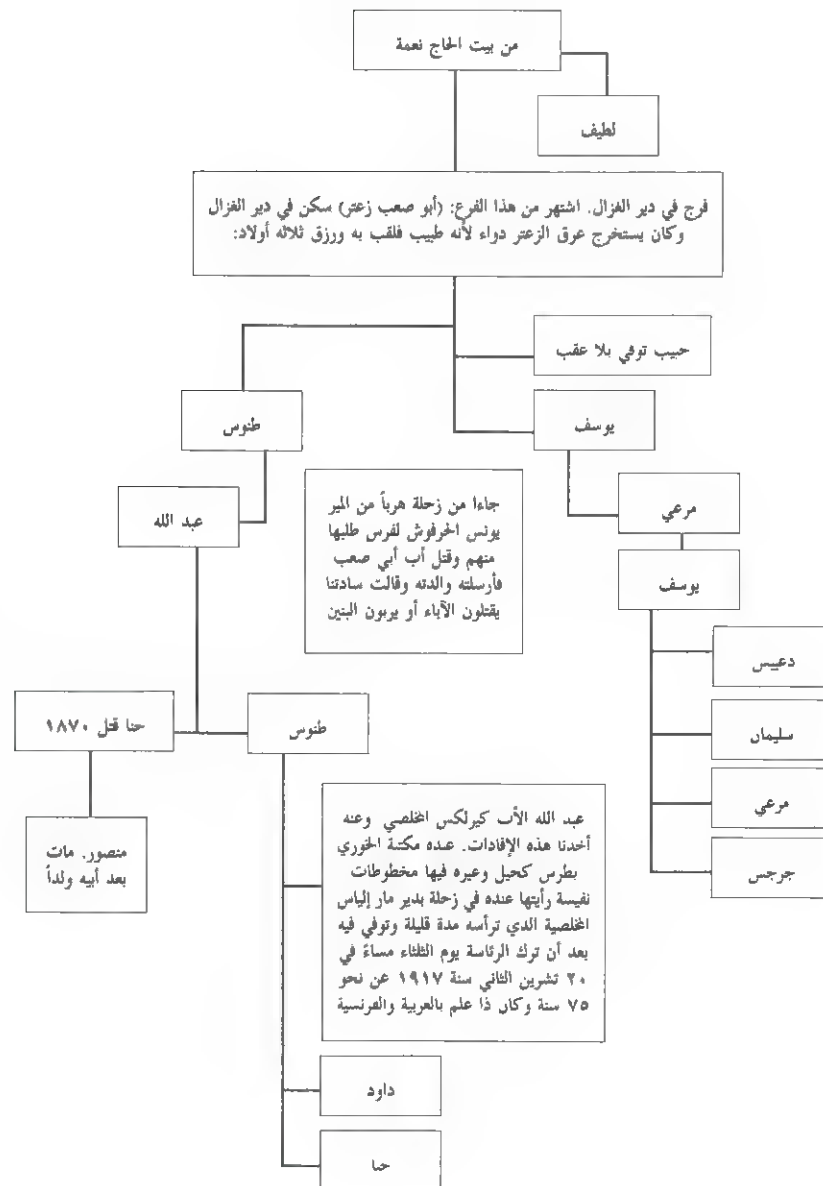 من بيت الحاج نعمة
لطيف
فرج في دير الغزال. اشتهر من هذا الفرع: (أبو صعب زعتر) سكن في دير الغزال
وكان يستخرج عرق الزعتر دواء لأنه طبيب فلقب به ورزق ثلاثه أولاد:
حبيب توفي بلا عقب
طنوس
يوسف
جاءا من زحلة هرباً من المير
يونس الحرفوش لفرس طلبها
منهم وقتل أب أبي صعب
فأرسلته والدته وقالت سادتنا
يقتلون الآباء أو يربون البنين
مرعي
عبد الله
يوسف
دعيبس
سليمان
مرعي
جرجس
طنوس
حنا قتل ١٨٧٠
منصور. مات
بعد أبيه ولداً
عبد الله الأب كيرلكس المخلصي وعنه
أخدنا هذه الإفادات. عنده مكتبة الخوري
بطرس كحيل وغيره فيها مخطوطات
نفيسة رأيتها عنده في زحلة بدير مار إلياس
المخلصية الذي ترأسه مدة قليلة وتوفي فيه
بعد أن ترك الرئاسة يوم الثلثاء مساءً في
٢٠ تشرين الثاني سنة ١٩١٧ عن نحو
٧٥ سنة وكان ذا علم بالعربية والفرنسية
داود
حنا